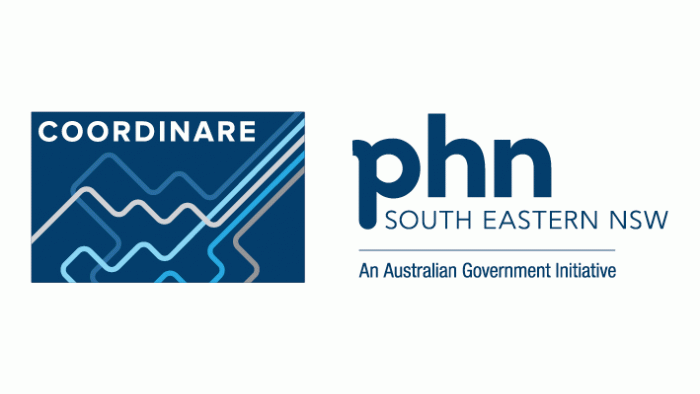 COORDINARE
phn
SOUTH EASTERN NSW
An Australian Government Initiative